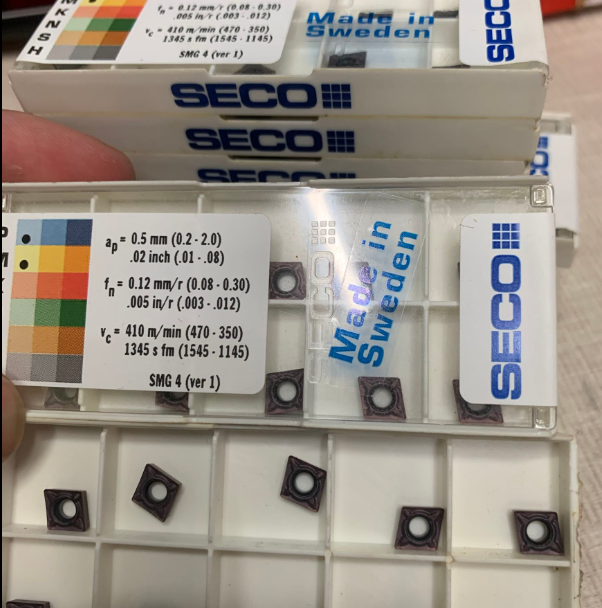 M
K
N
S
H
fn = 0.12 mm/r (0.08 - 0.30)
.005 in/r (.003 - .012)
vc = 410 m/min (470 - 350)
1345 s fm (1545 - 1145)
SMG 4 (ver 1)
Made in
Sweden
SECO
SECO
SECO
SECO
P
M
K
ap = 0.5 mm (0.2 - 2.0)
.02 inch (.01 - .08)
fn = 0.12 mm/r (0.08 - 0.30)
.005 in/r (.003 - .012)
vc = 410 m/min (470 - 350)
1345 s fm (1545 - 1145)
SMG 4 (ver 1)
SECO
Made in
Sweden
SECO